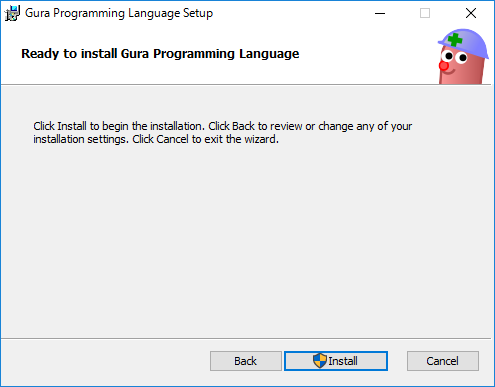 Gura Programming Language Setup
Ready to install Gura Programming Language
Click Install to begin the installation. Click Back to review or change any of your
installation settings. Click Cancel to exit the wizard.
Back Install Cancel